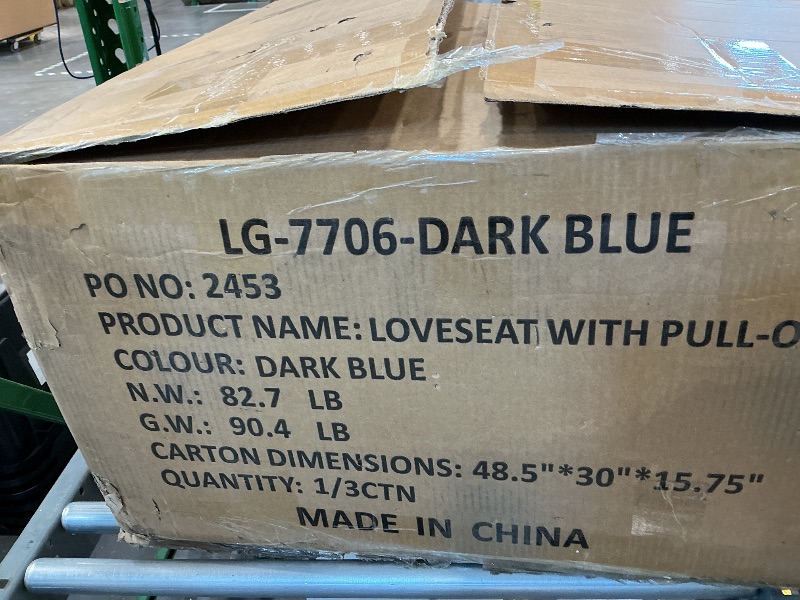 LG-7706-DARK BLUE
PO NO: 2453
PRODUCT NAME: LOVESEAT WITH PULL-O
COLOUR: DARK BLUE
N.W.: 82.7 LB
G.W.: 90.4 LB
CARTON DIMENSIONS: 48.5"*30"*15.75"
QUANTITY: 1/3CTN
MADE IN CHINA